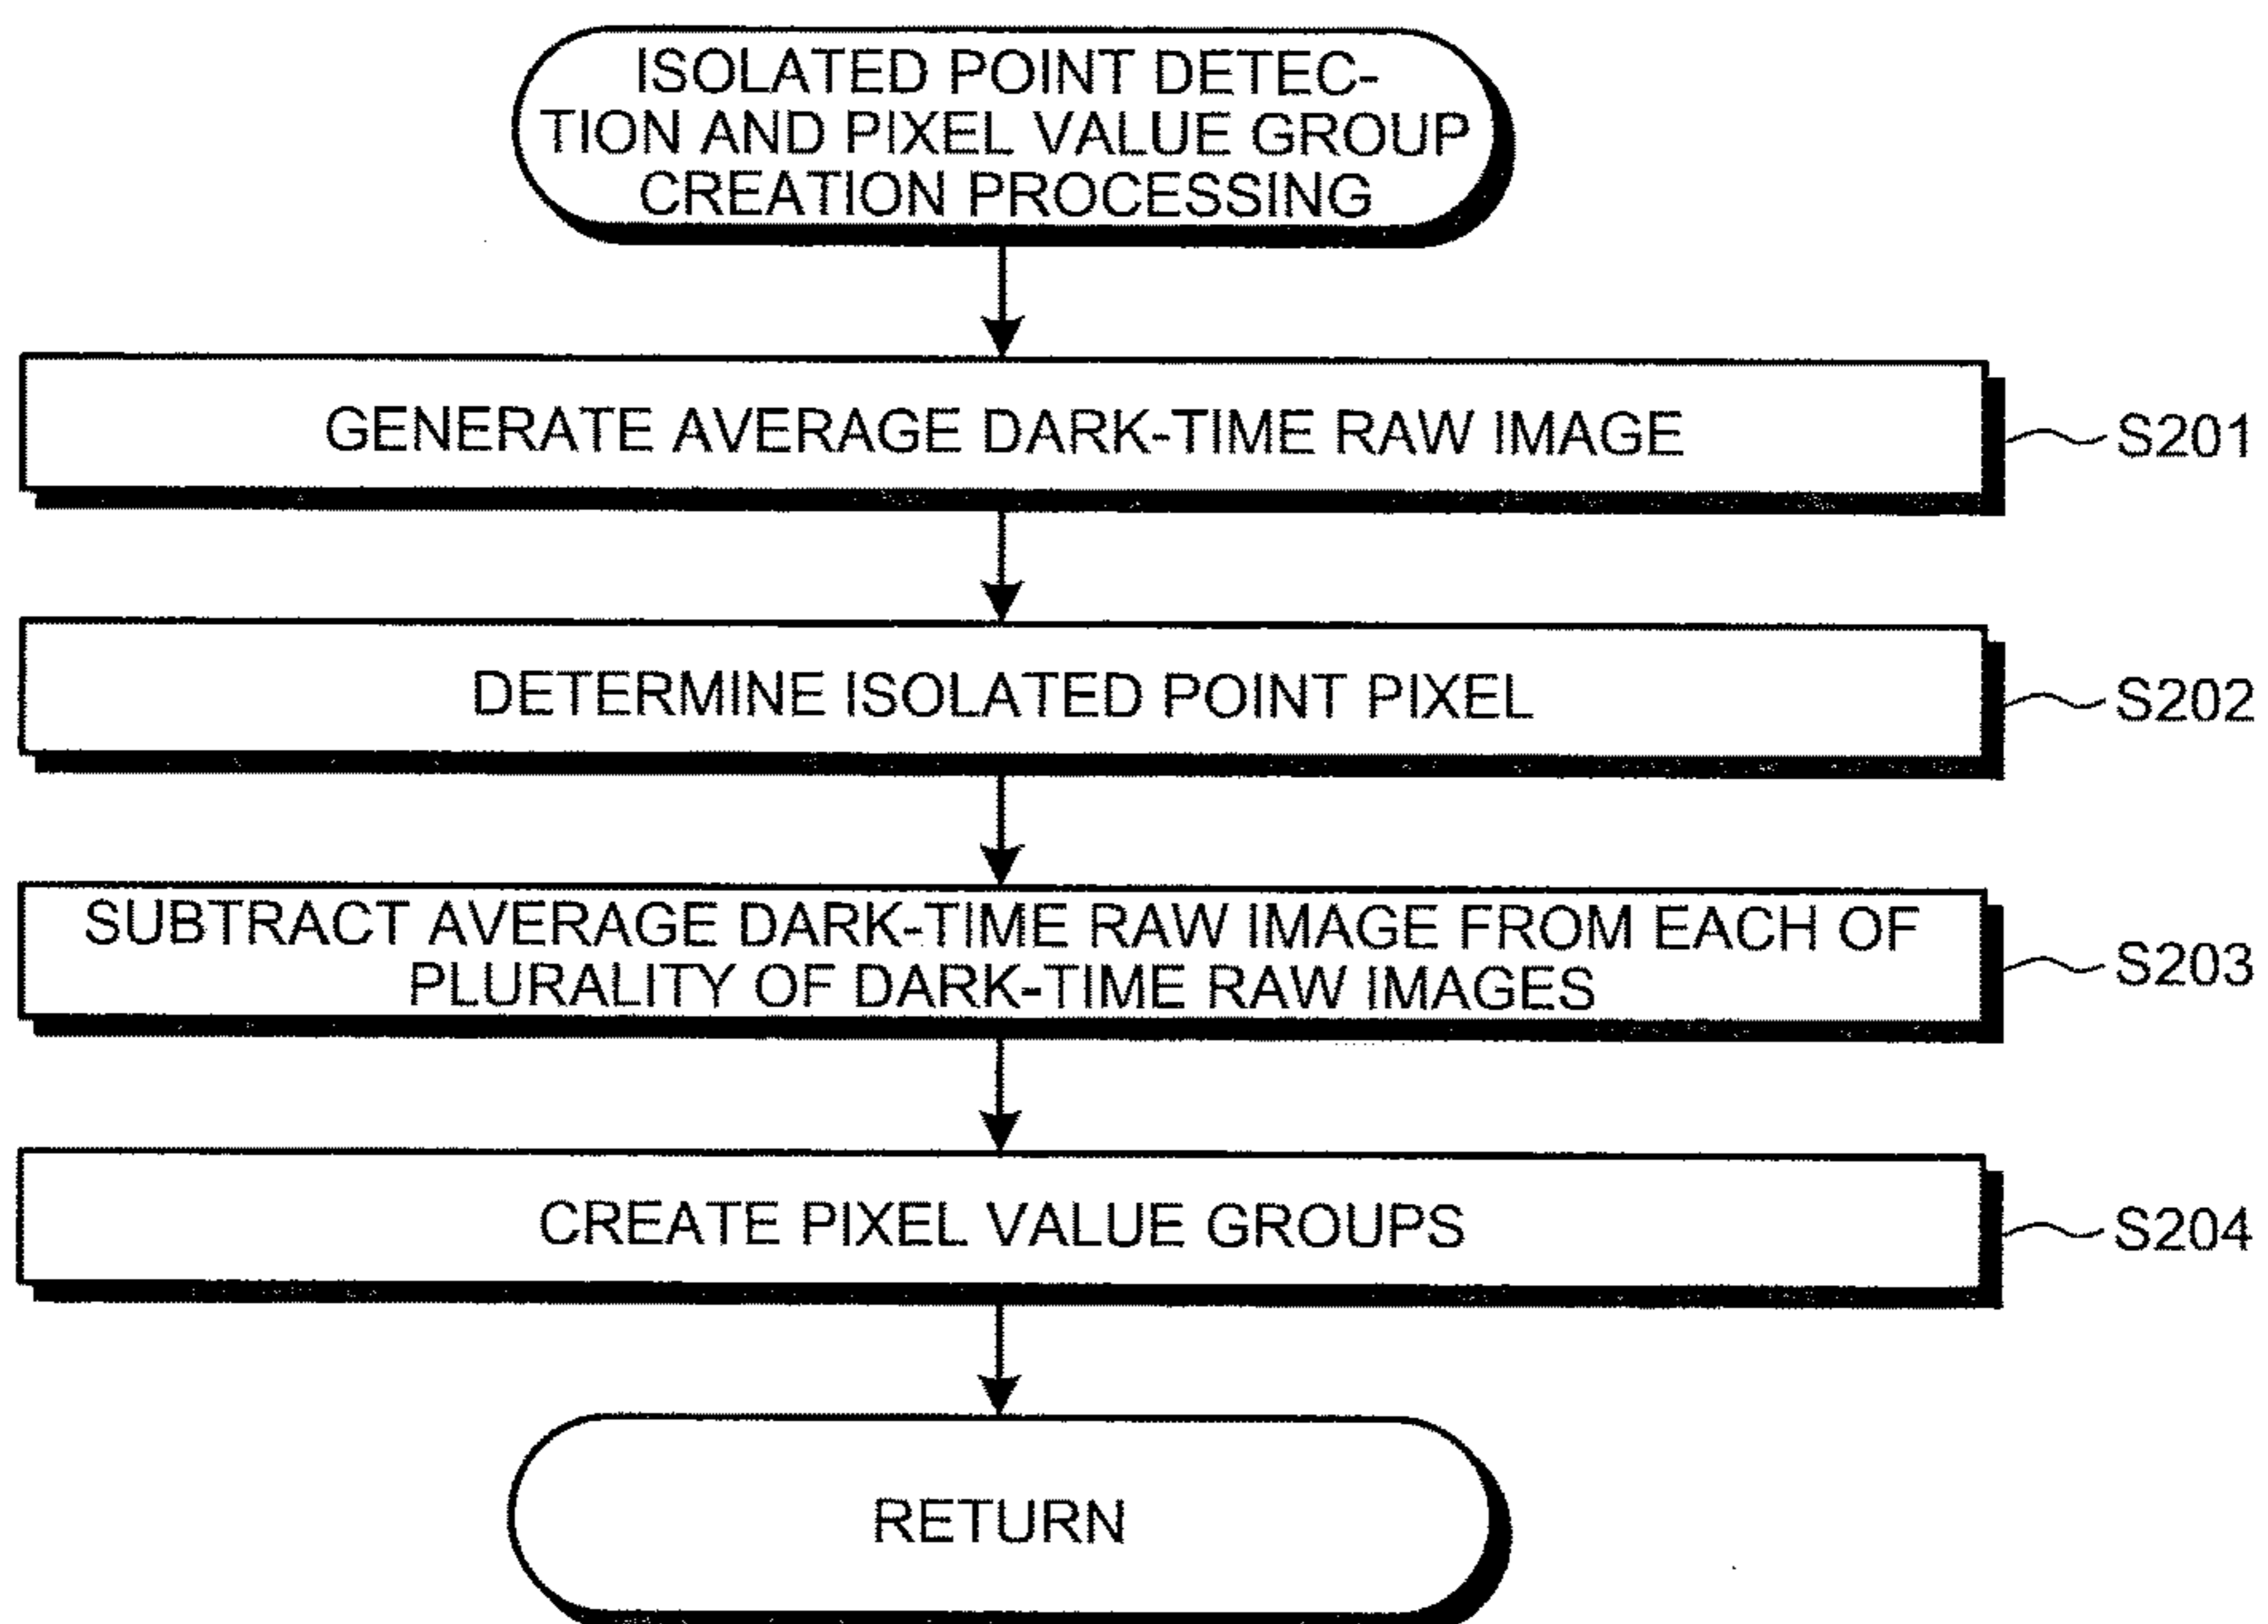 ISOLATED POINT DETEC-
TION AND PIXEL VALUE GROUP
CREATION PROCESSING
GENERATE AVERAGE DARK-TIME RAW IMAGE
S201
DETERMINE ISOLATED POINT PIXEL
S202
SUBTRACT AVERAGE DARK-TIME RAW IMAGE FROM EACH OF
PLURALITY OF DARK-TIME RAW IMAGES
S203
CREATE PIXEL VALUE GROUPS
S204
RETURN